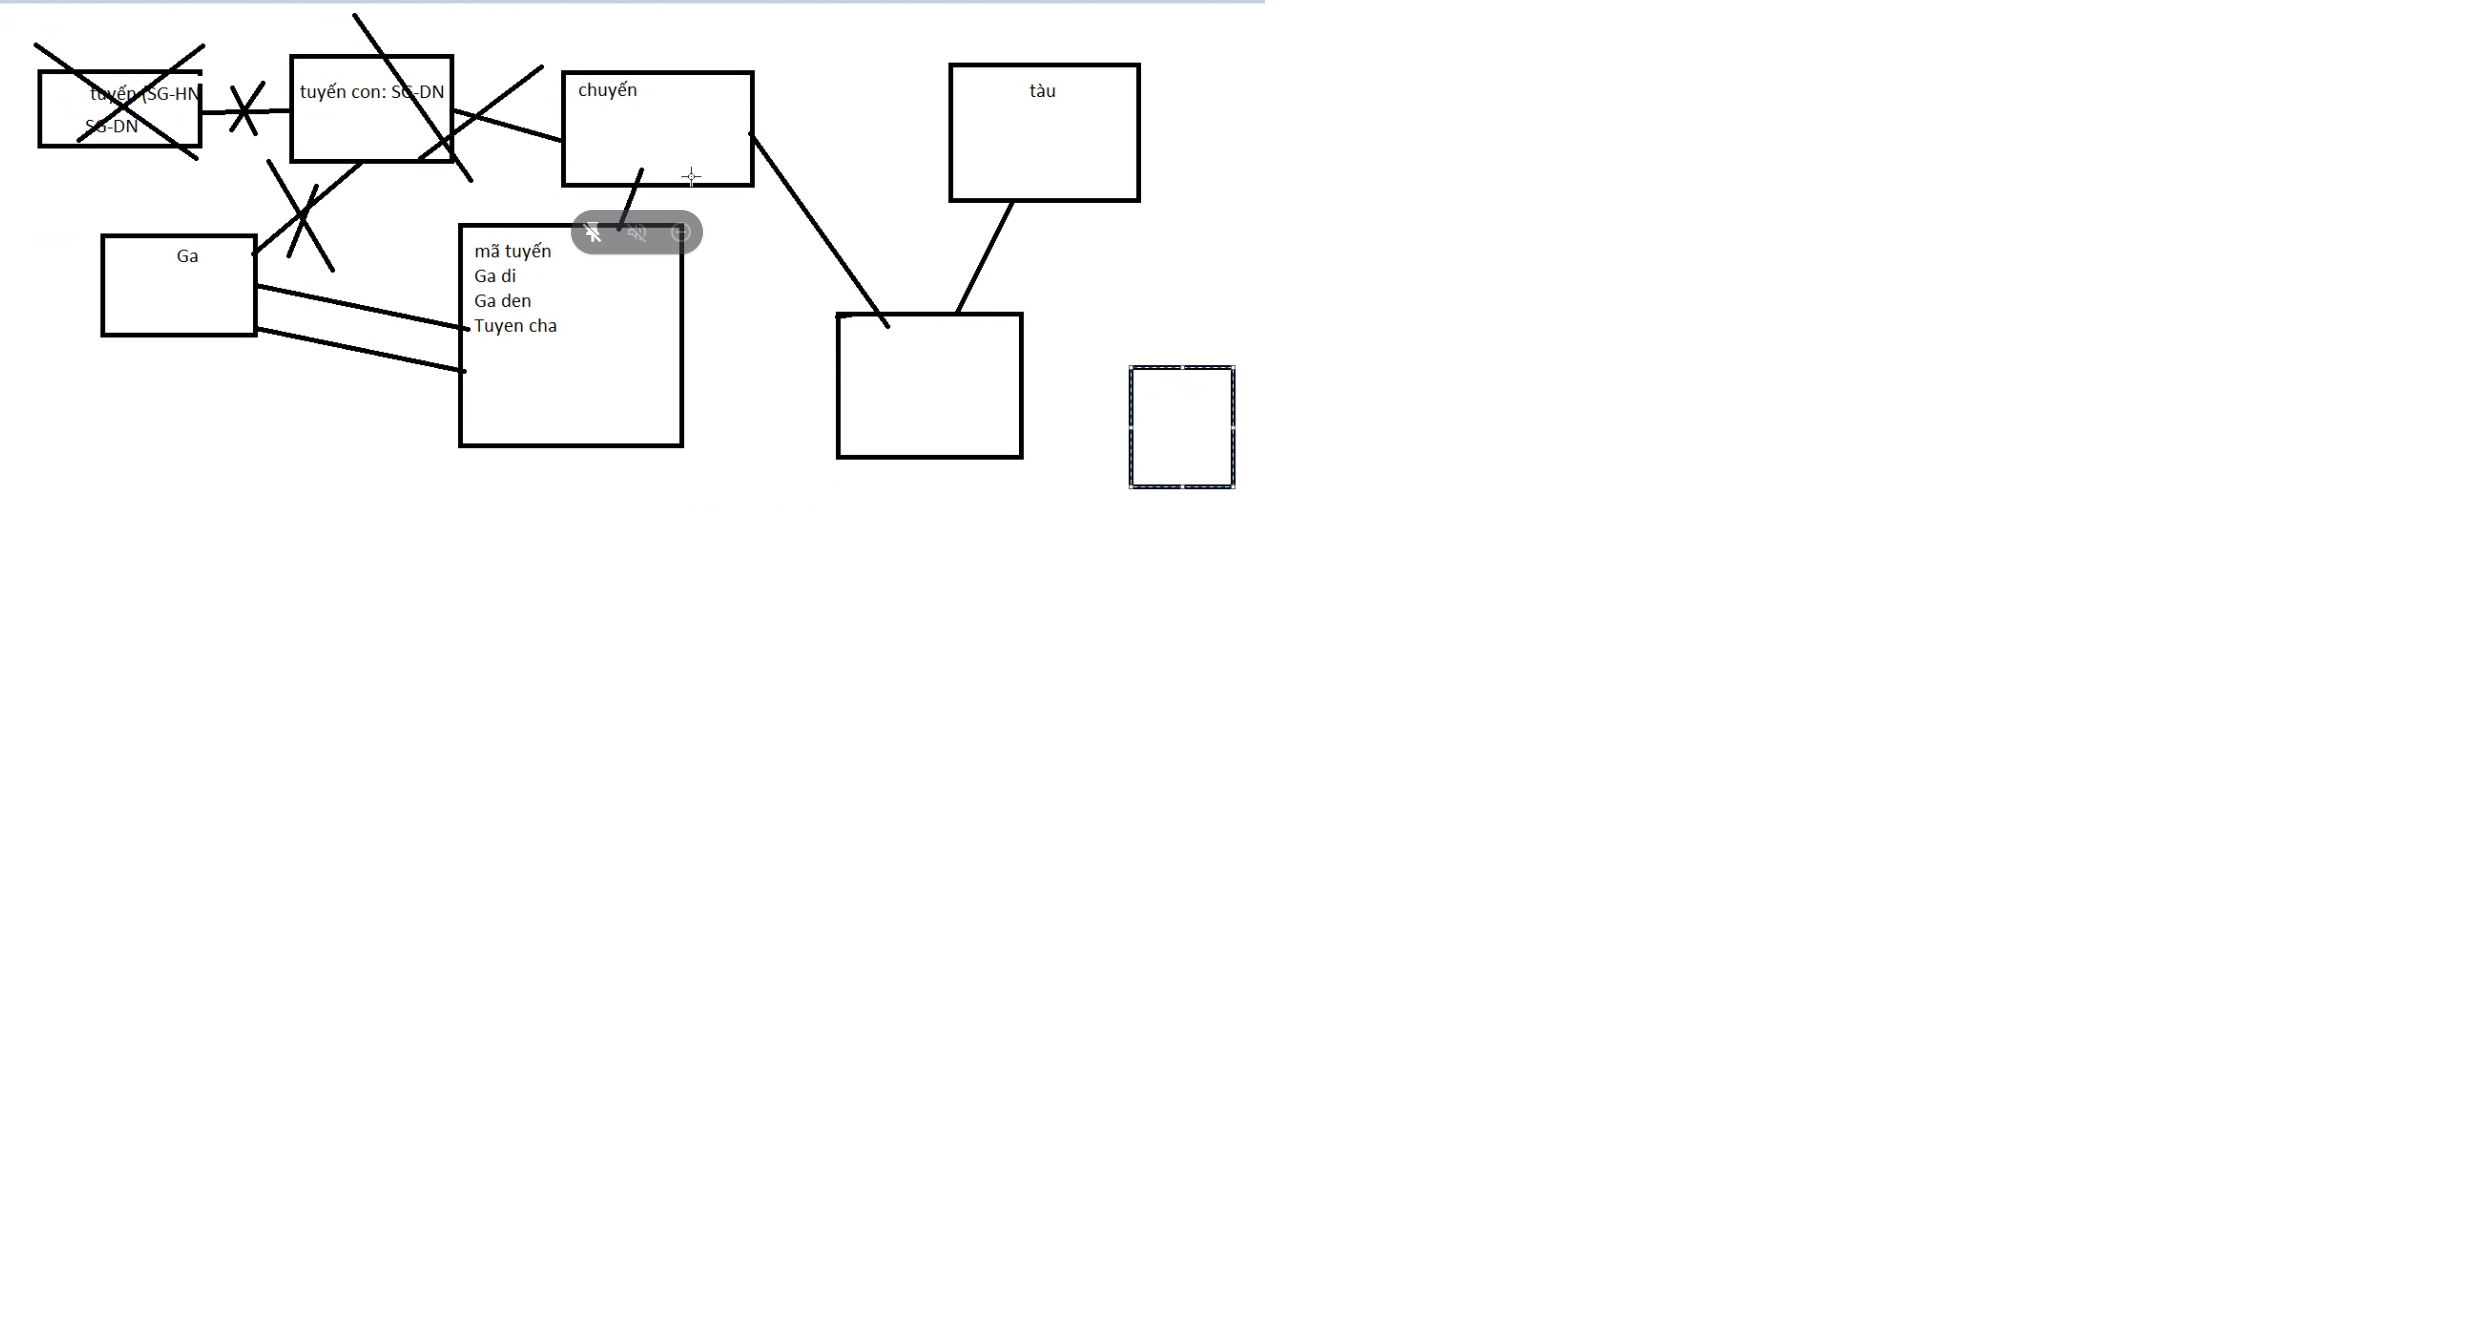 tuyến (SG-HN
SG-DN
tuyến con: SG-DN
chuyến
tàu
Ga
mã tuyến
Ga di
Ga den
Tuyen cha